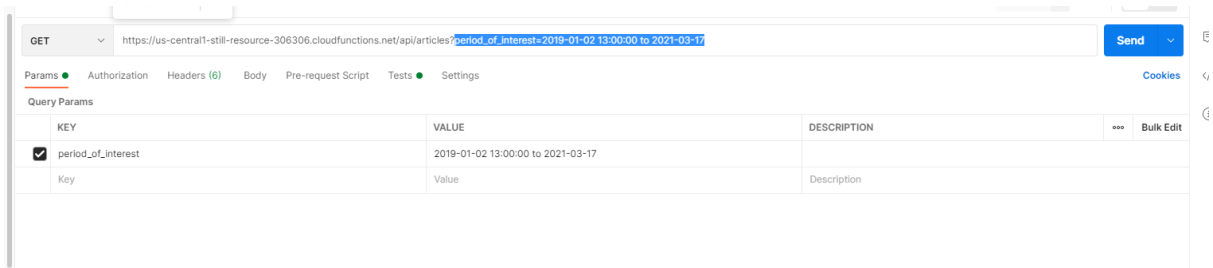 GET https://us-central1-still-resource-306306.cloudfunctions.net/api/articles?period_of_interest=2019-01-02 13:00:00 to 2021-03-17 Send
Params Authorization Headers (6) Body Pre-request Script Tests Settings Cookies
Query Params
KEY VALUE DESCRIPTION Bulk Edit
period_of_interest 2019-01-02 13:00:00 to 2021-03-17
Key Value Description